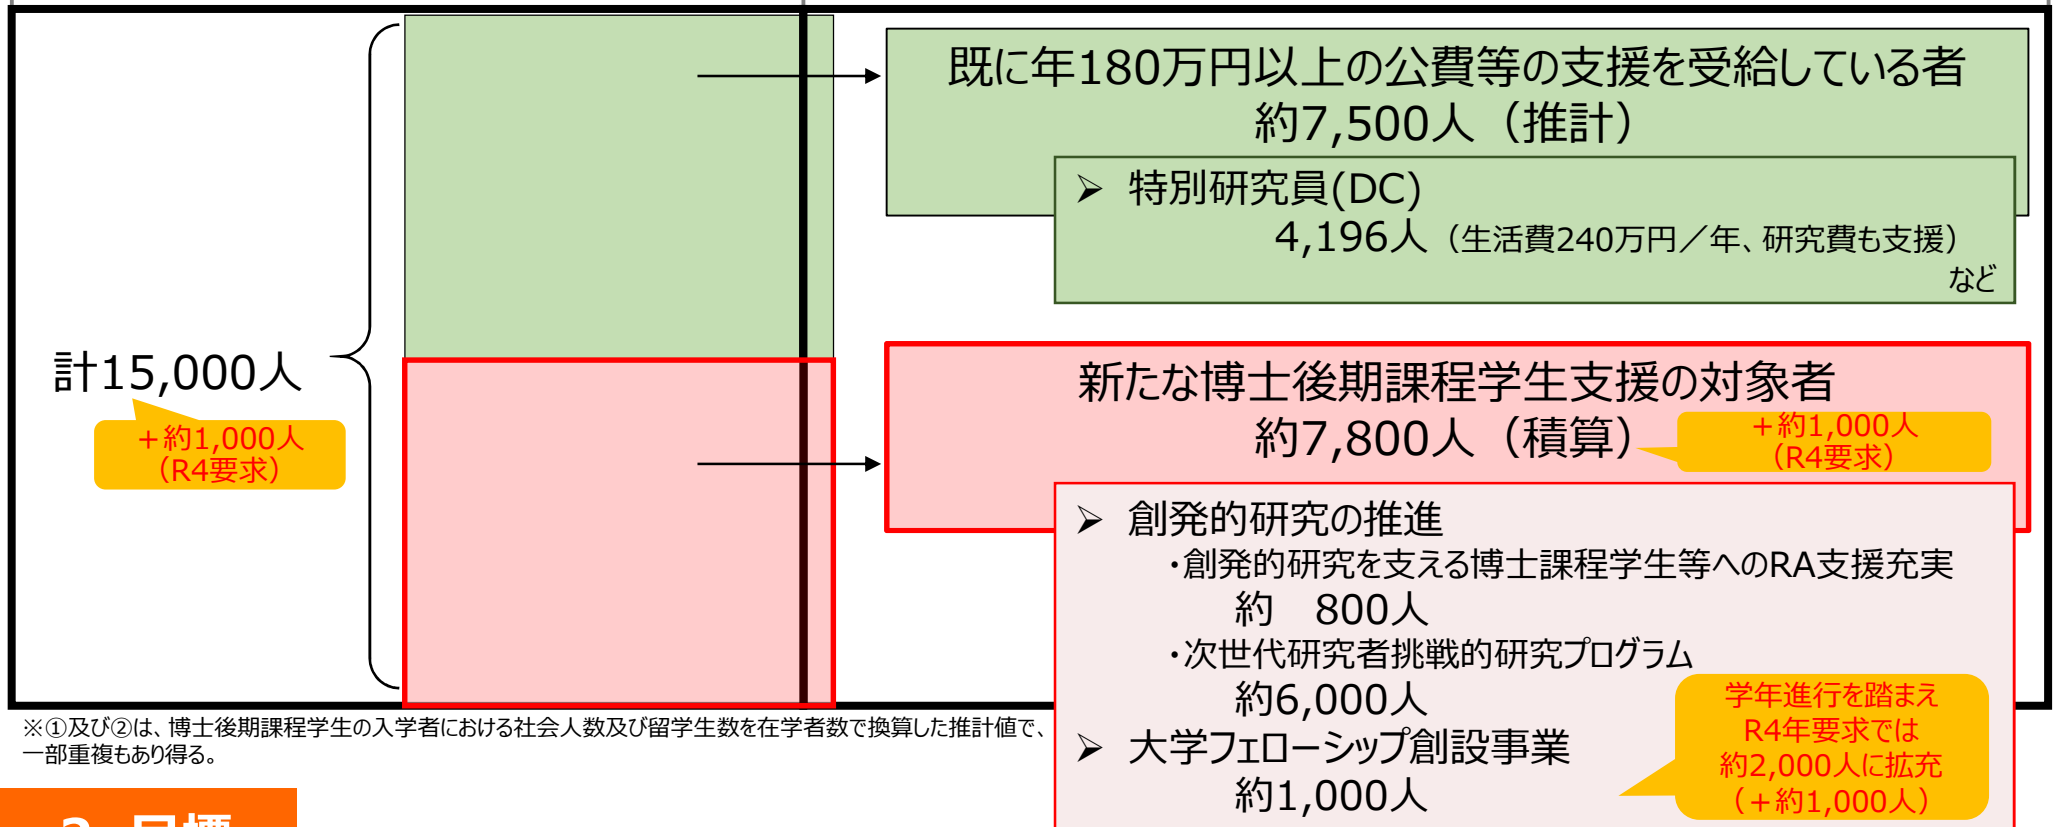 既に年180万円以上の公費等の支援を受給している者
約7,500人（推計）
➢ 特別研究員(DC)
4,196人（生活費240万円／年、研究費も支援）
など
計15,000人
＋約1,000人
（R4要求）
新たな博士後期課程学生支援の対象者
約7,800人（積算）
＋約1,000人
（R4要求）
➢ 創発的研究の推進
・創発的研究を支える博士課程学生等へのRA支援充実
約　800人
・次世代研究者挑戦的研究プログラム
約6,000人
➢ 大学フェローシップ創設事業
約1,000人
学年進行を踏まえ
R4年要求では
約2,000人に拡充
（＋約1,000人）
※①及び②は、博士後期課程学生の入学者における社会人数及び留学生数を在学者数で換算した推計値で、
一部重複もあり得る。